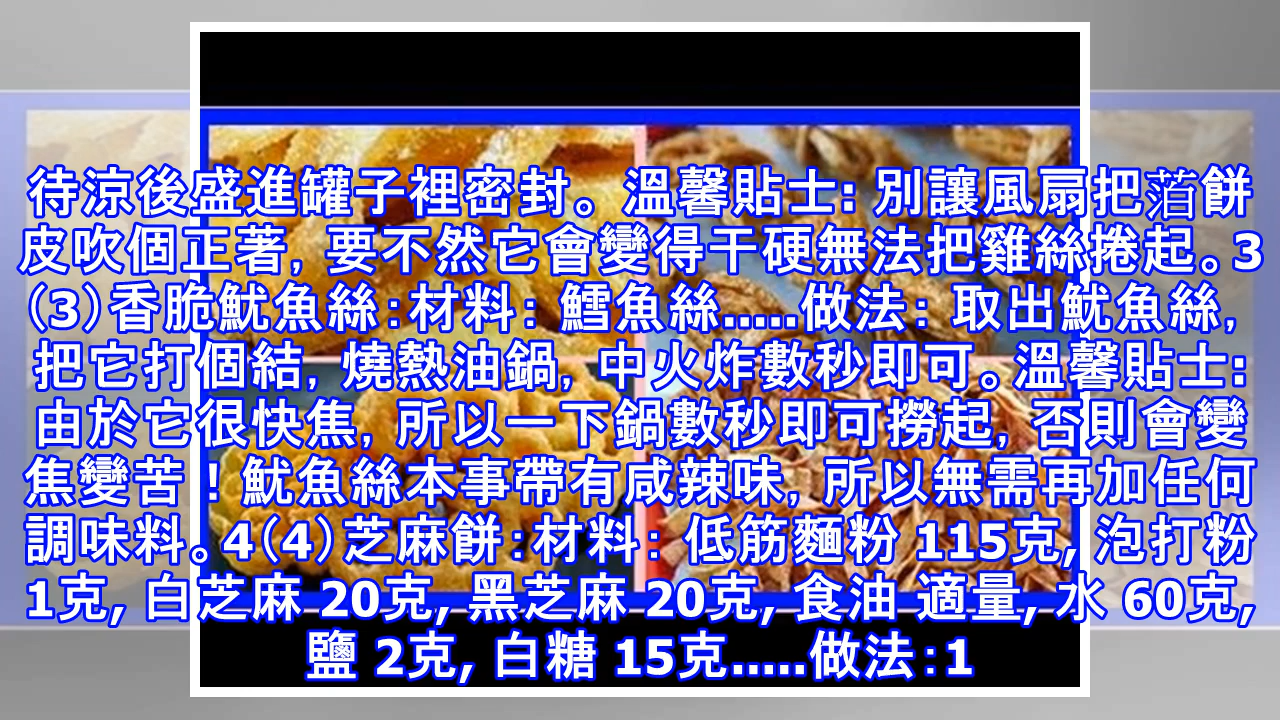 待涼後盛進罐子裡密封。溫馨貼士: 別讓風扇把萡餅
皮吹個正著, 要不然它會變得干硬無法把雞絲捲起。3
(3)香脆魷魚絲:材料: 鱈魚絲.....做法: 取出魷魚絲,
把它打個結, 燒熱油鍋, 中火炸數秒即可。溫馨貼士:
由於它很快焦, 所以一下鍋數秒即可撈起, 否則會變
焦變苦！魷魚絲本事帶有咸辣味, 所以無需再加任何
調味料。4(4)芝麻餅:材料: 低筋麵粉 115克, 泡打粉
1克, 白芝麻 20克, 黑芝麻 20克, 食油 適量, 水 60克,
鹽 2克, 白糖 15克.....做法:1